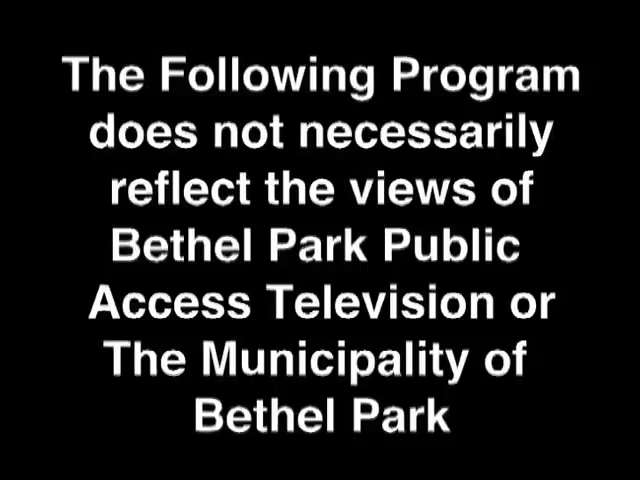 The Following Program
does not necessarily
reflect the views of
Bethel Park Public
Access Television or
The Municipality of
Bethel Park